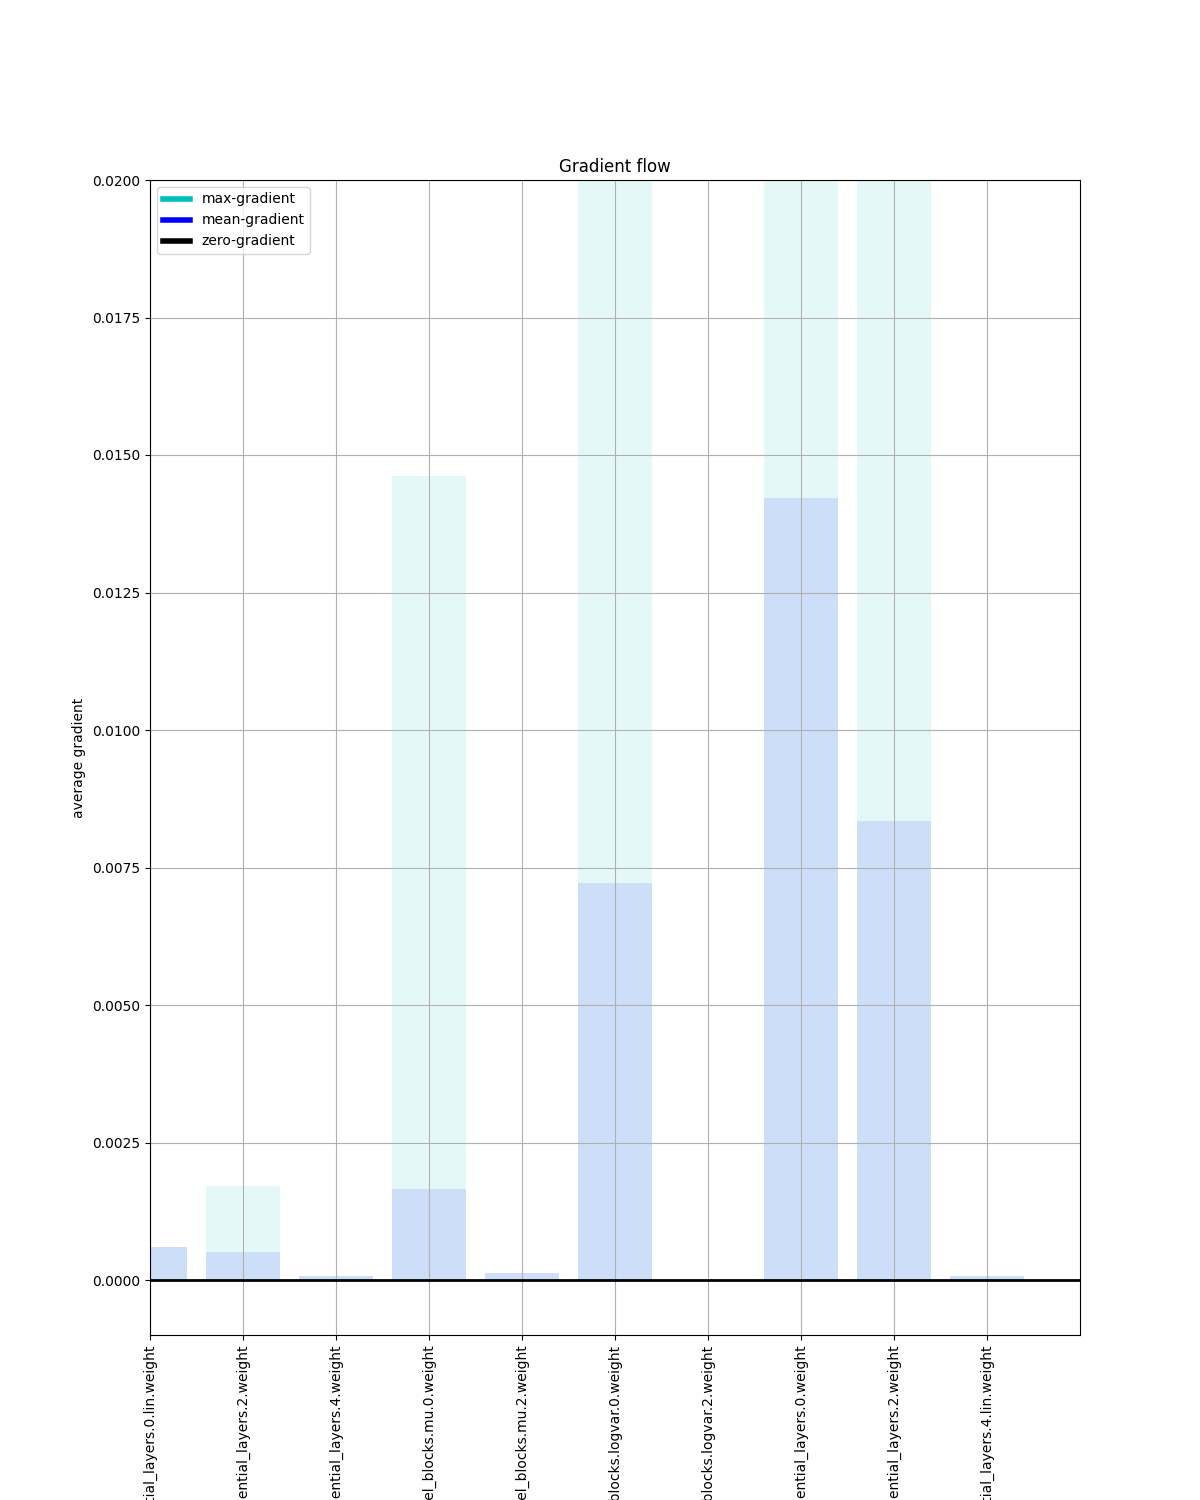 Gradient flow
max-gradient
mean-gradient
zero-gradient
average gradient
0.0200
0.0175
0.0150
0.0125
0.0100
0.0075
0.0050
0.0025
0.0000
tial_layers.0.lin.weight
ential_layers.2.weight
ential_layers.4.weight
el_blocks.mu.0.weight
el_blocks.mu.2.weight
blocks.logvar.0.weight
blocks.logvar.2.weight
ential_layers.0.weight
ential_layers.2.weight
tial_layers.4.lin.weight